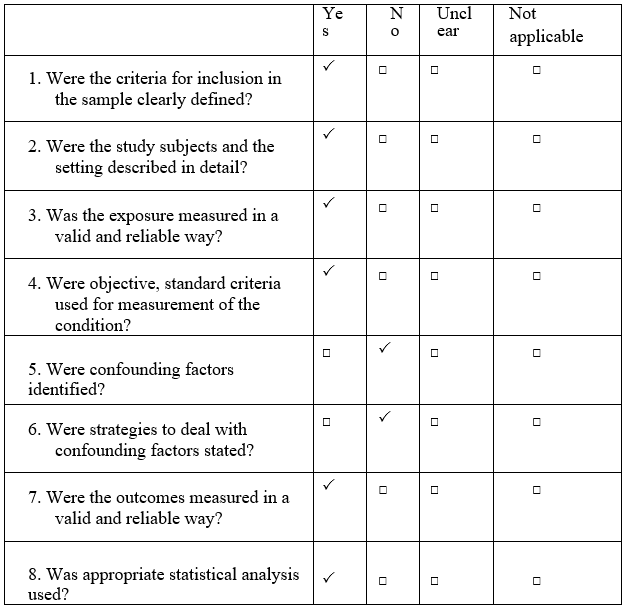 Ye
s
N
o
Uncl
ear
Not
applicable
1. Were the criteria for inclusion in
the sample clearly defined?
✓ □ □ □
2. Were the study subjects and the
setting described in detail?
✓ □ □ □
3. Was the exposure measured in a
valid and reliable way?
✓ □ □ □
4. Were objective, standard criteria
used for measurement of the
condition?
✓ □ □ □
5. Were confounding factors
identified?
□ ✓ □ □
6. Were strategies to deal with
confounding factors stated?
□ ✓ □ □
7. Were the outcomes measured in a
valid and reliable way?
✓ □ □ □
8. Was appropriate statistical analysis
used?
✓ □ □ □